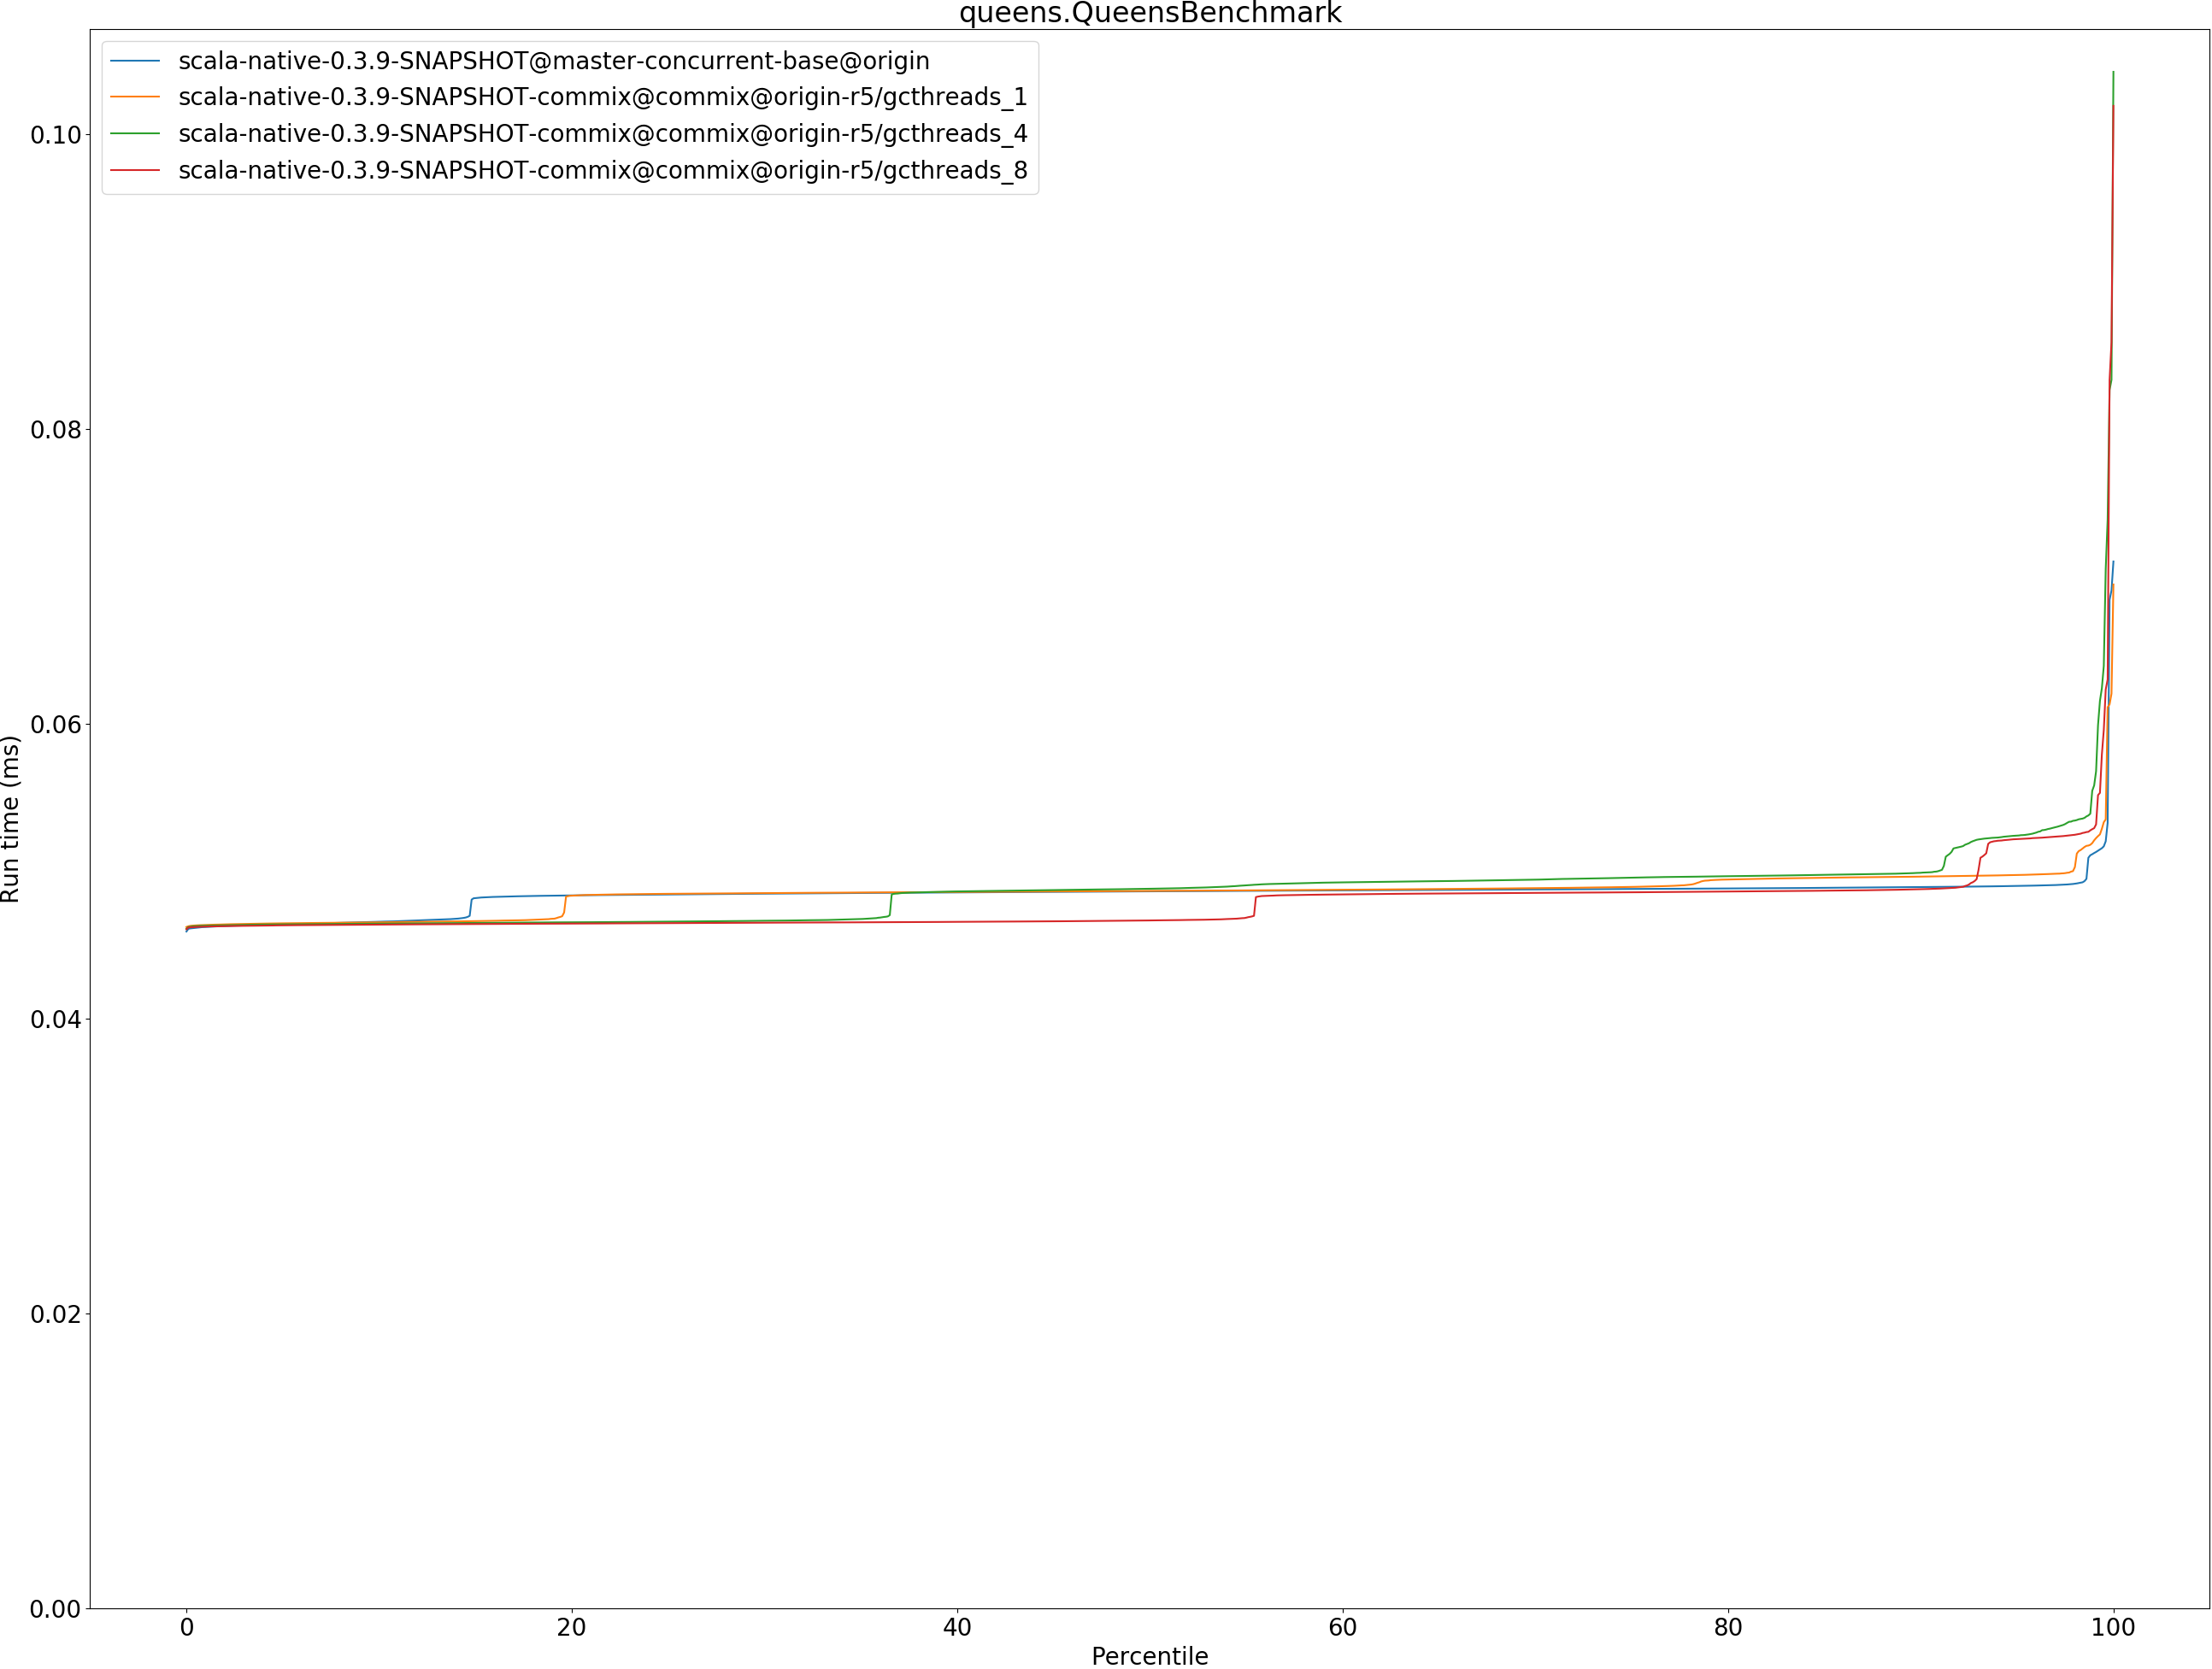 queens.QueensBenchmark
scala-native-0.3.9-SNAPSHOT@master-concurrent-base@origin
scala-native-0.3.9-SNAPSHOT-commix@commix@origin-r5/gcthreads_1
scala-native-0.3.9-SNAPSHOT-commix@commix@origin-r5/gcthreads_4
scala-native-0.3.9-SNAPSHOT-commix@commix@origin-r5/gcthreads_8
0.10
0.08
0.06
0.04
0.02
0.00
Run time (ms)
0 20 40 60 80 100
Percentile